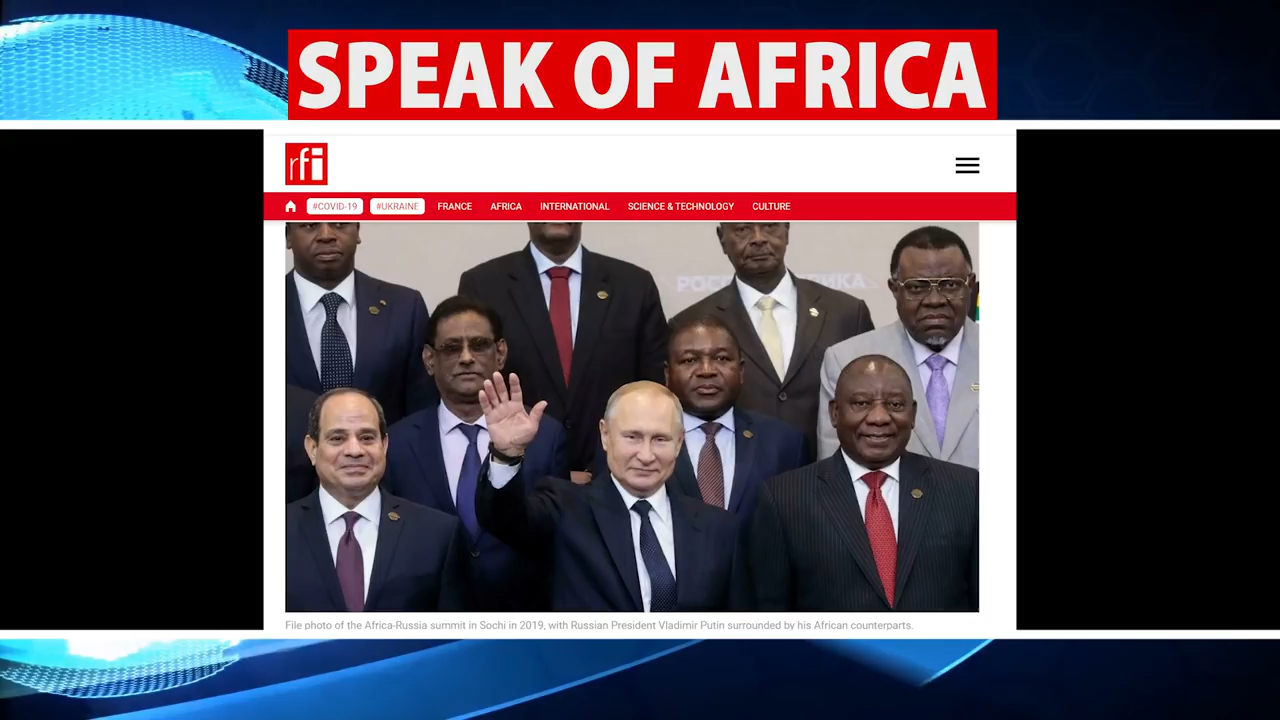 SPEAK OF AFRICA
rfi
#COVID-19 #UKRAINE FRANCE AFRICA INTERNATIONAL SCIENCE & TECHNOLOGY CULTURE
File photo of the Africa-Russia summit in Sochi in 2019, with Russian President Vladimir Putin surrounded by his African counterparts.